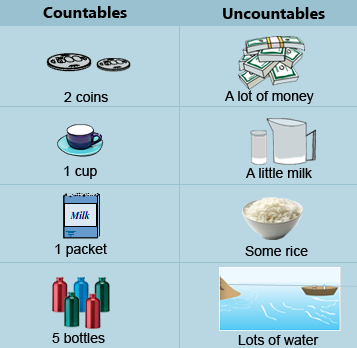 Countables Uncountables
2 coins A lot of money
1 cup A little milk
Milk
1 packet Some rice
5 bottles Lots of water